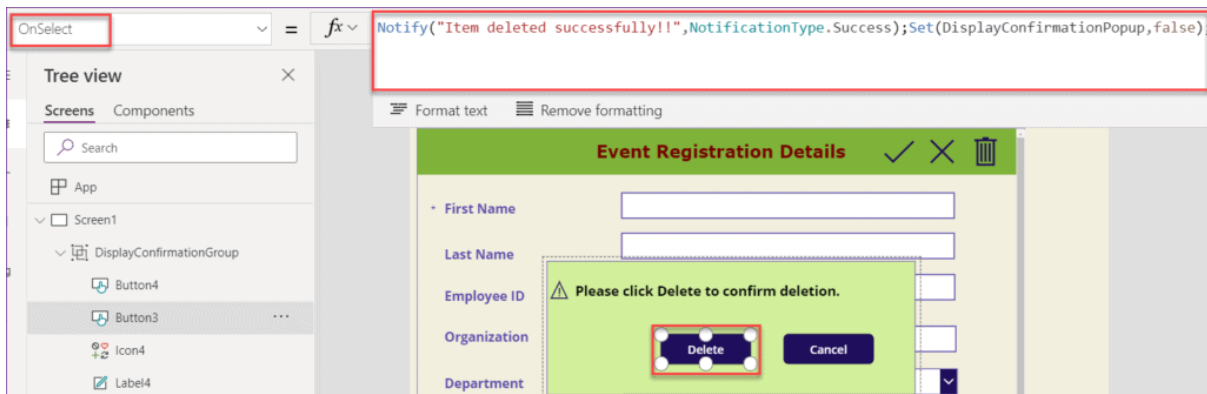 OnSelect
=
fx
Notify("Item deleted successfully!!",NotificationType.Success);Set(DisplayConfirmationPopup,false);
Tree view
Screens Components
Search
App
Screen1
DisplayConfirmationGroup
Button4
Button3 ...
Icon4
Label4
Format text Remove formatting
Event Registration Details
* First Name
Last Name
Employee ID
Organization
Department
Please click Delete to confirm deletion.
Delete Cancel